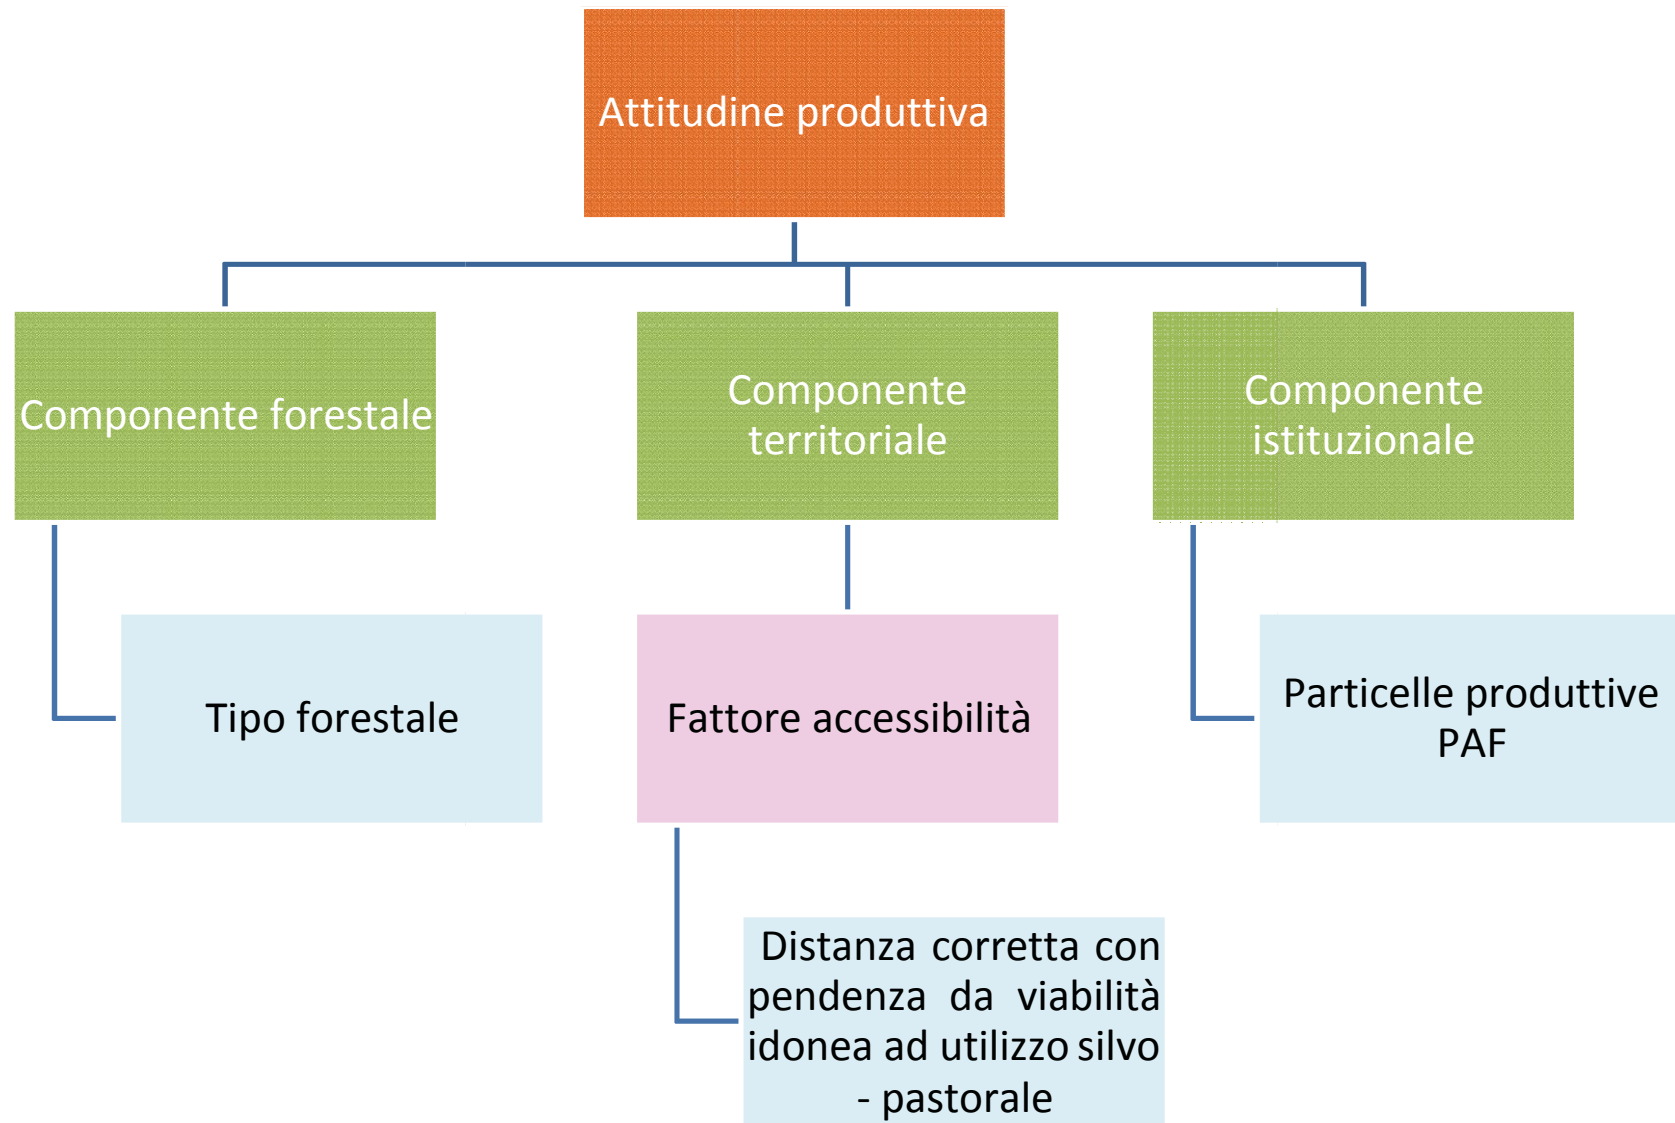 Attitudine produttiva
Componente forestale
Componente
territoriale
Componente
istituzionale
Tipo forestale
Fattore accessibilità
Particelle produttive
PAF
Distanza corretta con
pendenza da viabilità
idonea ad utilizzo silvo
- pastorale